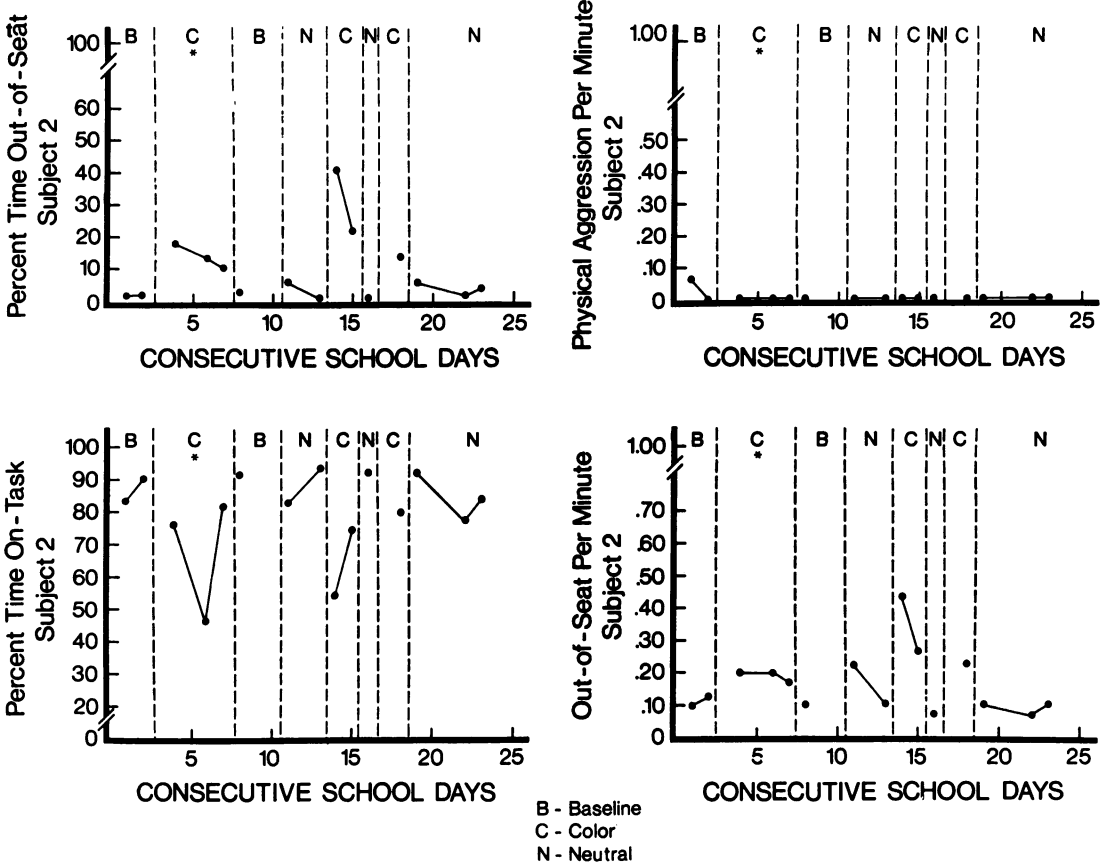 Percent Time Out-of-Seat
Subject 2
100
60
50
40
30
20
10
0
B C B N C N C N
*
5 10 15 20 25
CONSECUTIVE SCHOOL DAYS
Physical Aggression Per Minute
Subject 2
1.00
.50
.40
.30
.20
.10
0
B C B N C N C N
*
5 10 15 20 25
CONSECUTIVE SCHOOL DAYS
Percent Time On-Task
Subject 2
100
90
80
70
60
50
40
30
20
0
B C B N C N C N
*
5 10 15 20 25
CONSECUTIVE SCHOOL DAYS
Out-of-Seat Per Minute
Subject 2
1.00
.70
.60
.50
.40
.30
.20
.10
0
B C B N C N C N
*
5 10 15 20 25
CONSECUTIVE SCHOOL DAYS
B - Baseline
C - Color
N - Neutral